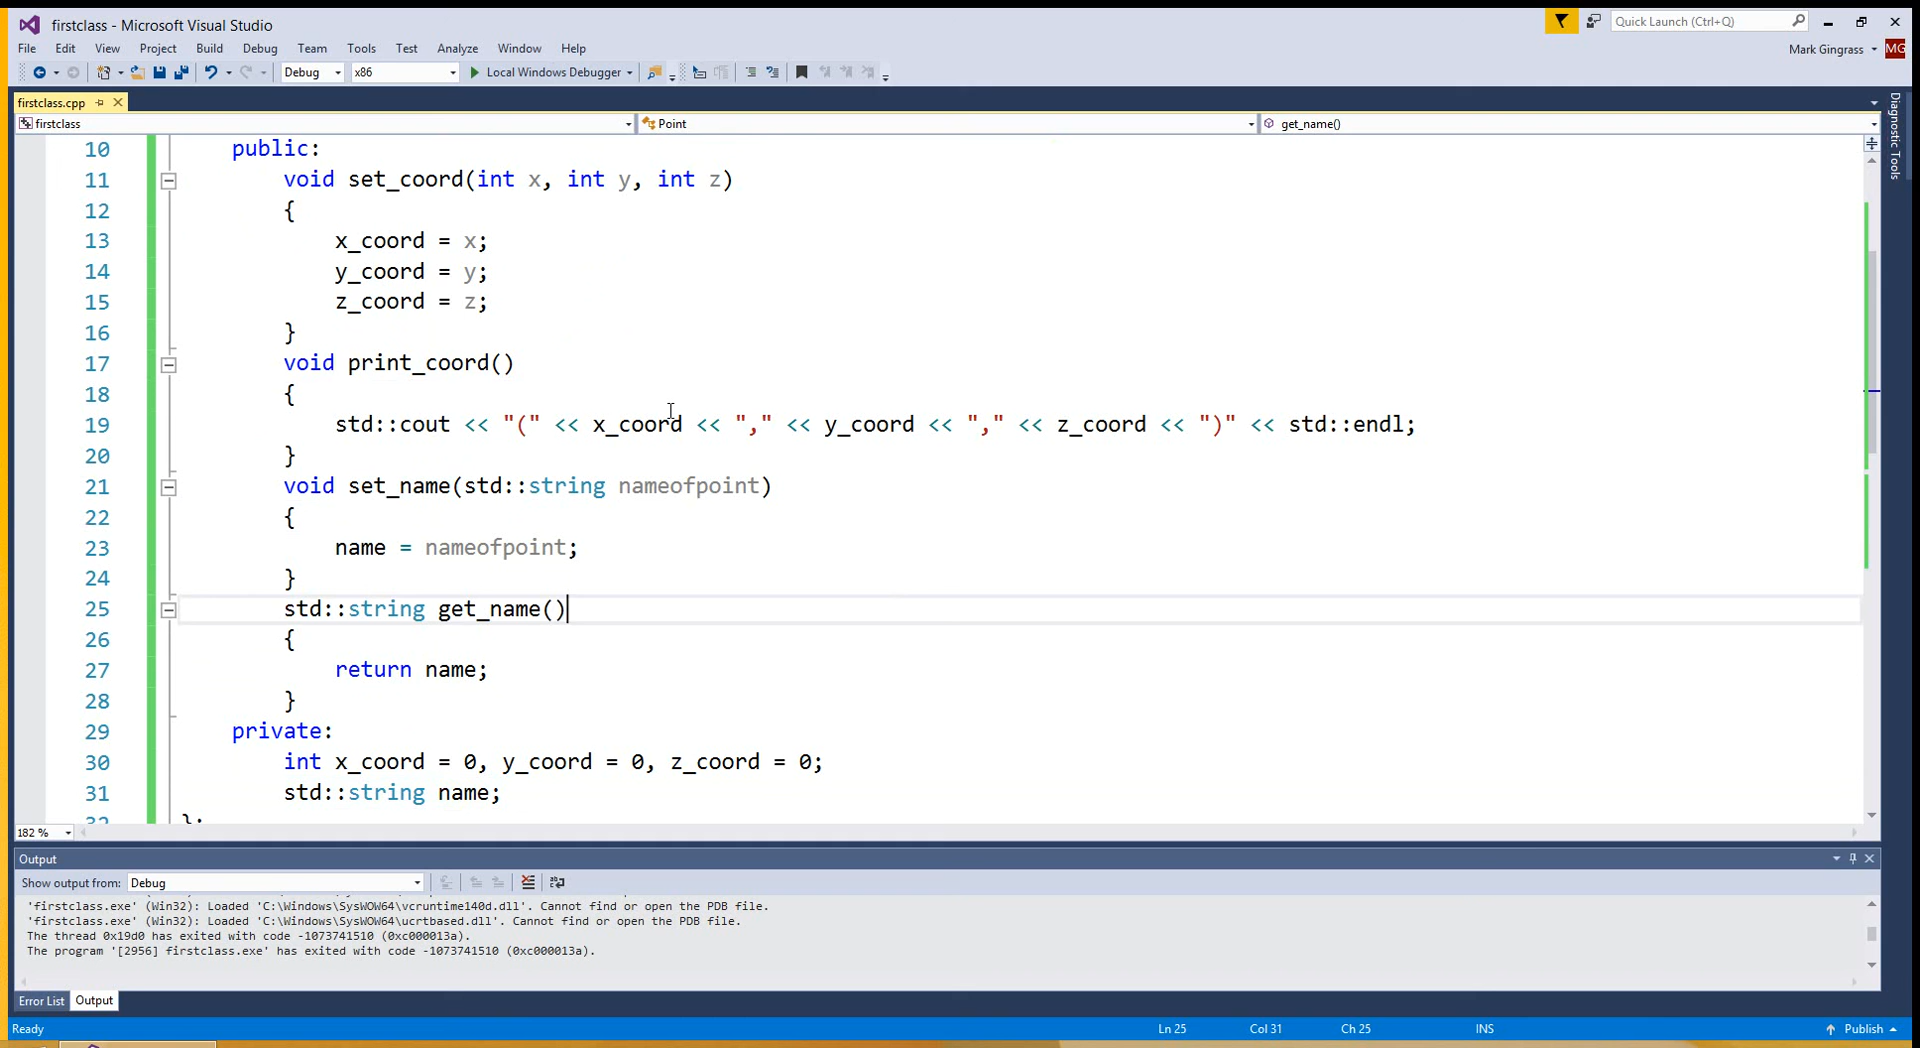 firstclass - Microsoft Visual Studio
Quick Launch (Ctrl+Q)
File Edit View Project Build Debug Team Tools Test Analyze Window Help
Mark Gingrass MG
Debug x86 Local Windows Debugger
firstclass.cpp
firstclass Point get_name()
Diagnostic Tools
10 public:
11 void set_coord(int x, int y, int z)
12 {
13 x_coord = x;
14 y_coord = y;
15 z_coord = z;
16 }
17 void print_coord()
18 {
19 std::cout << "(" << x_coord << "," << y_coord << "," << z_coord << ")" << std::endl;
20 }
21 void set_name(std::string nameofpoint)
22 {
23 name = nameofpoint;
24 }
25 std::string get_name()
26 {
27 return name;
28 }
29 private:
30 int x_coord = 0, y_coord = 0, z_coord = 0;
31 std::string name;
32 };
182 %
Output
Show output from: Debug
'firstclass.exe' (Win32): Loaded 'C:\Windows\SysWOW64\vcruntime140d.dll'. Cannot find or open the PDB file.
'firstclass.exe' (Win32): Loaded 'C:\Windows\SysWOW64\ucrtbased.dll'. Cannot find or open the PDB file.
The thread 0x19d0 has exited with code -1073741510 (0xc000013a).
The program '[2956] firstclass.exe' has exited with code -1073741510 (0xc000013a).
Error List Output
Ready Ln 25 Col 31 Ch 25 INS Publish